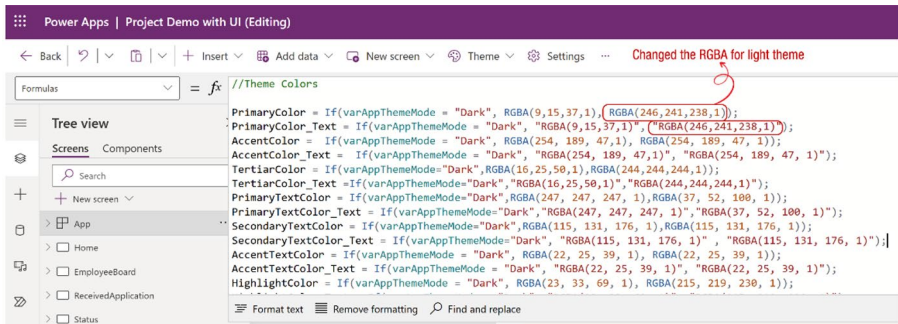 Power Apps | Project Demo with UI (Editing)
Back Insert Add data New screen Theme Settings ... Changed the RGBA for light theme
Formulas = fx //Theme Colors
PrimaryColor = If(varAppThemeMode = "Dark", RGBA(9,15,37,1), RGBA(246,241,238,1));
PrimaryColor_Text = If(varAppThemeMode = "Dark", "RGBA(9,15,37,1)", "RGBA(246,241,238,1)");
AccentColor = If(varAppThemeMode = "Dark", RGBA(254, 189, 47,1), RGBA(254, 189, 47, 1));
AccentColor_Text = If(varAppThemeMode = "Dark", "RGBA(254, 189, 47,1)", "RGBA(254, 189, 47, 1)");
TertiarColor = If(varAppThemeMode="Dark",RGBA(16,25,50,1),RGBA(244,244,244,1));
TertiarColor_Text =If(varAppThemeMode="Dark","RGBA(16,25,50,1)","RGBA(244,244,244,1)");
PrimaryTextColor = If(varAppThemeMode="Dark",RGBA(247, 247, 247, 1),RGBA(37, 52, 100, 1));
PrimaryTextColor_Text = If(varAppThemeMode="Dark","RGBA(247, 247, 247, 1)","RGBA(37, 52, 100, 1)");
SecondaryTextColor = If(varAppThemeMode="Dark",RGBA(115, 131, 176, 1),RGBA(115, 131, 176, 1));
SecondaryTextColor_Text = If(varAppThemeMode="Dark", "RGBA(115, 131, 176, 1)" , "RGBA(115, 131, 176, 1)");
AccentTextColor = If(varAppThemeMode = "Dark", RGBA(22, 25, 39, 1), RGBA(22, 25, 39, 1));
AccentTextColor_Text = If(varAppThemeMode = "Dark", "RGBA(22, 25, 39, 1)", "RGBA(22, 25, 39, 1)");
HighlightColor = If(varAppThemeMode = "Dark", RGBA(23, 33, 69, 1), RGBA(215, 219, 230, 1));
Format text Remove formatting Find and replace
Tree view
Screens Components
Search
New screen
App ...
Home
EmployeeBoard
ReceivedApplication
Status